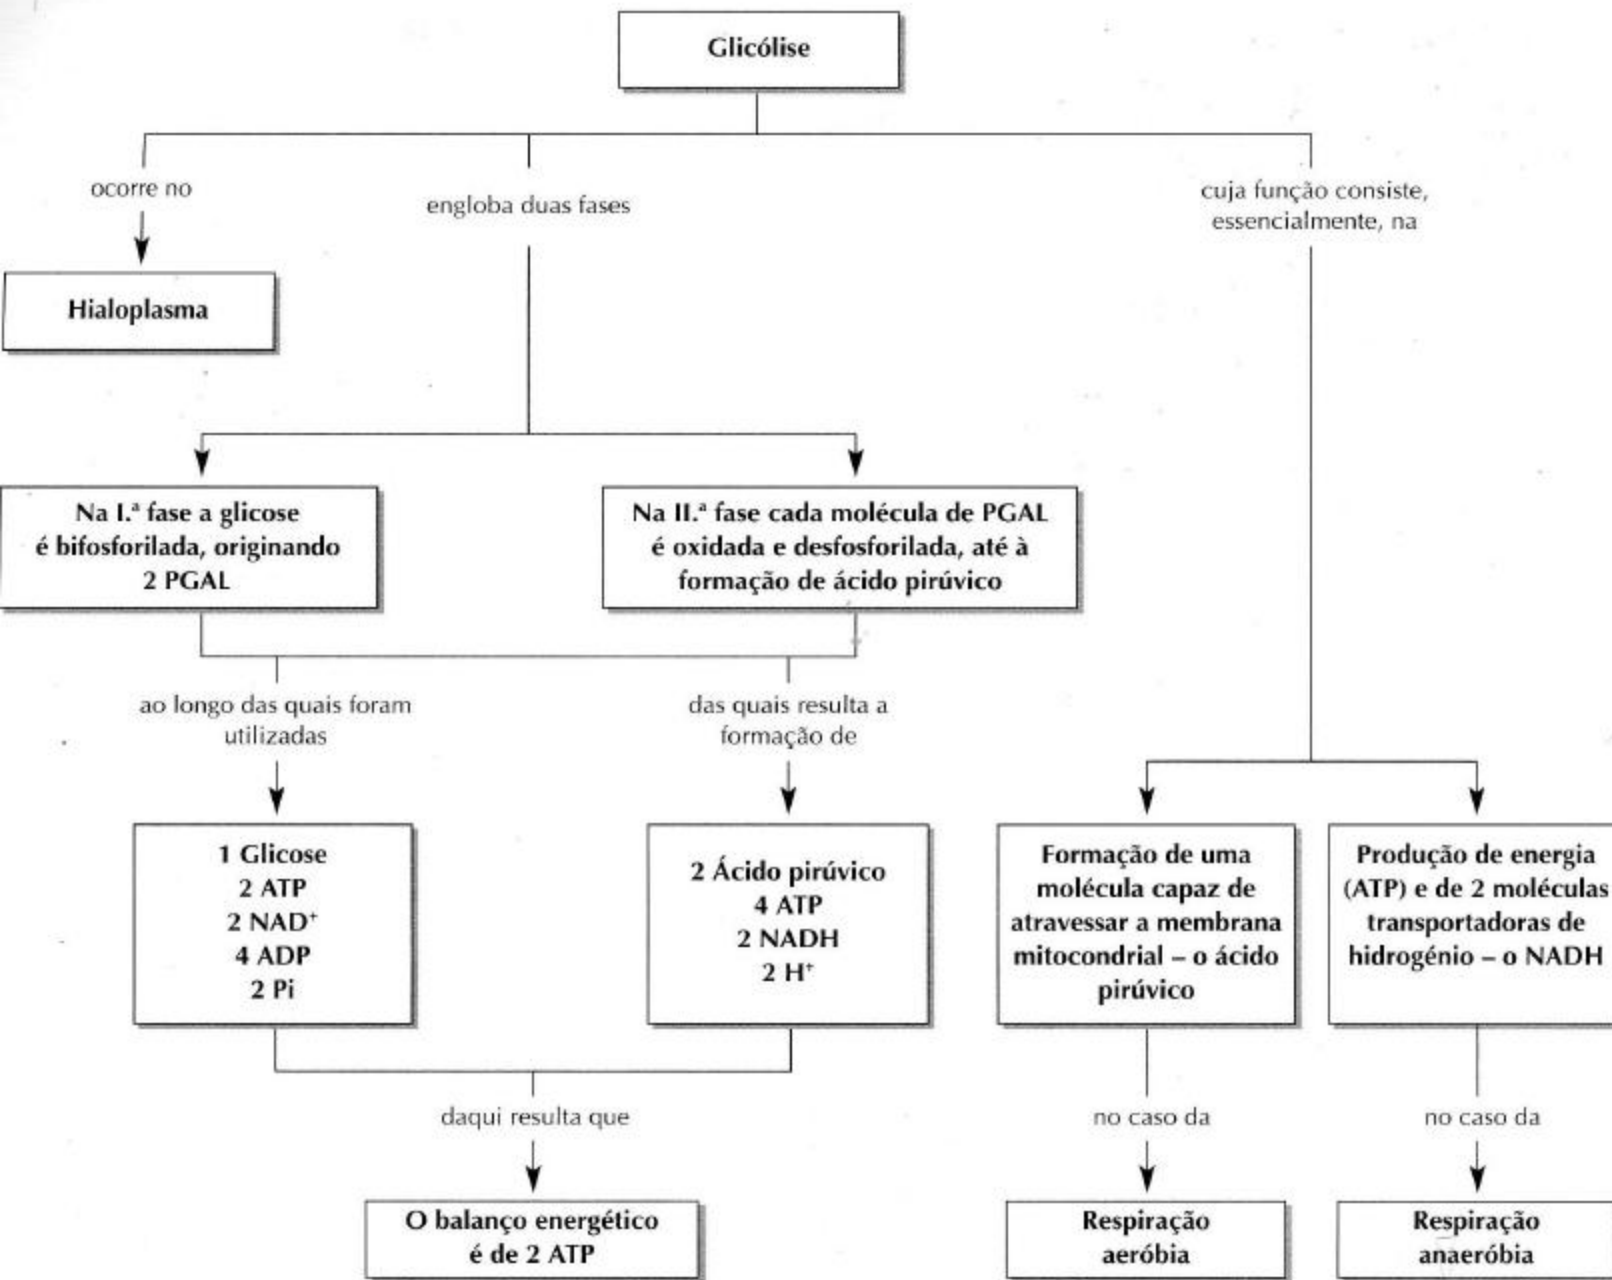 Glicólise
ocorre no
engloba duas fases
cuja função consiste,
essencialmente, na
Hialoplasma
Na I.ª fase a glicose
é bifosforilada, originando
2 PGAL
Na II.ª fase cada molécula de PGAL
é oxidada e desfosforilada, até à
formação de ácido pirúvico
ao longo das quais foram
utilizadas
das quais resulta a
formação de
1 Glicose
2 ATP
2 NAD⁺
4 ADP
2 Pi
2 Ácido pirúvico
4 ATP
2 NADH
2 H⁺
Formação de uma
molécula capaz de
atravessar a membrana
mitocondrial – o ácido
pirúvico
Produção de energia
(ATP) e de 2 moléculas
transportadoras de
hidrogénio – o NADH
daqui resulta que
no caso da
no caso da
O balanço energético
é de 2 ATP
Respiração
aeróbia
Respiração
anaeróbia